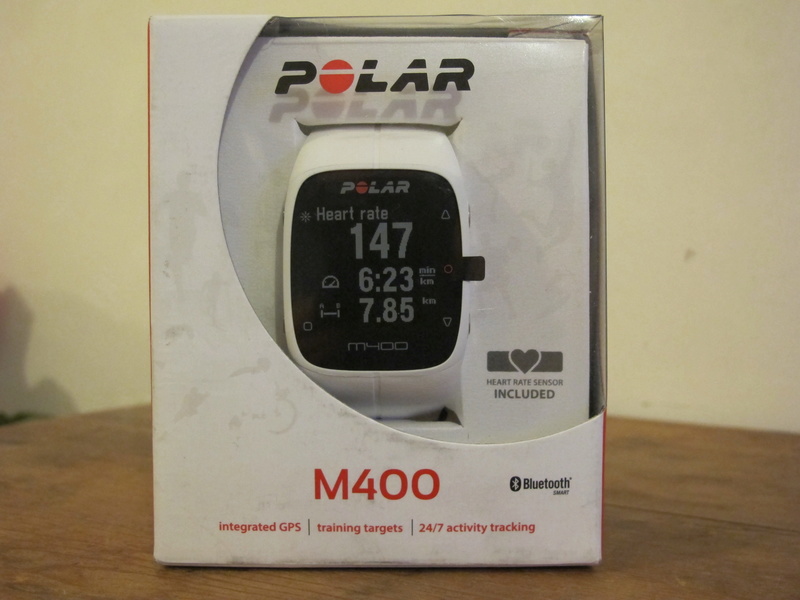 POLAR
POLAR
Heart rate
147
6:23 min/km
A B
7.85 km
M400
HEART RATE SENSOR
INCLUDED
M400
Bluetooth®
SMART
integrated GPS | training targets | 24/7 activity tracking